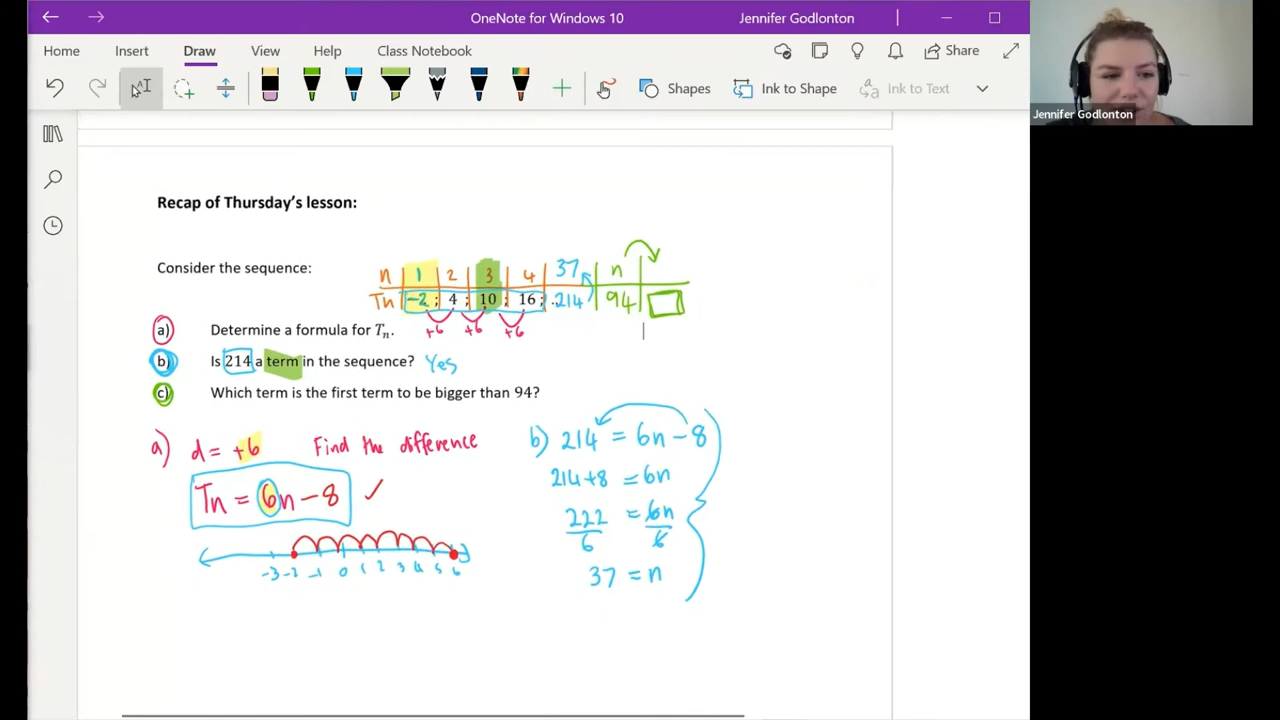 OneNote for Windows 10
Jennifer Godlonton
Home Insert Draw View Help Class Notebook Share
Shapes Ink to Shape Ink to Text
Jennifer Godlonton
Recap of Thursday's lesson:
Consider the sequence:
n 1 2 3 4 37 n
Tn -2 ; 4 ; 10 ; 16 ; ... 214 94
+6 +6 +6
a) Determine a formula for Tn.
b) Is 214 a term in the sequence? Yes
c) Which term is the first term to be bigger than 94?
a) d = +6 Find the difference
Tn = 6n - 8 ✓
-3 -2 -1 0 1 2 3 4 5 6
b) 214 = 6n - 8
214 + 8 = 6n
222/6 = 6n/6
37 = n